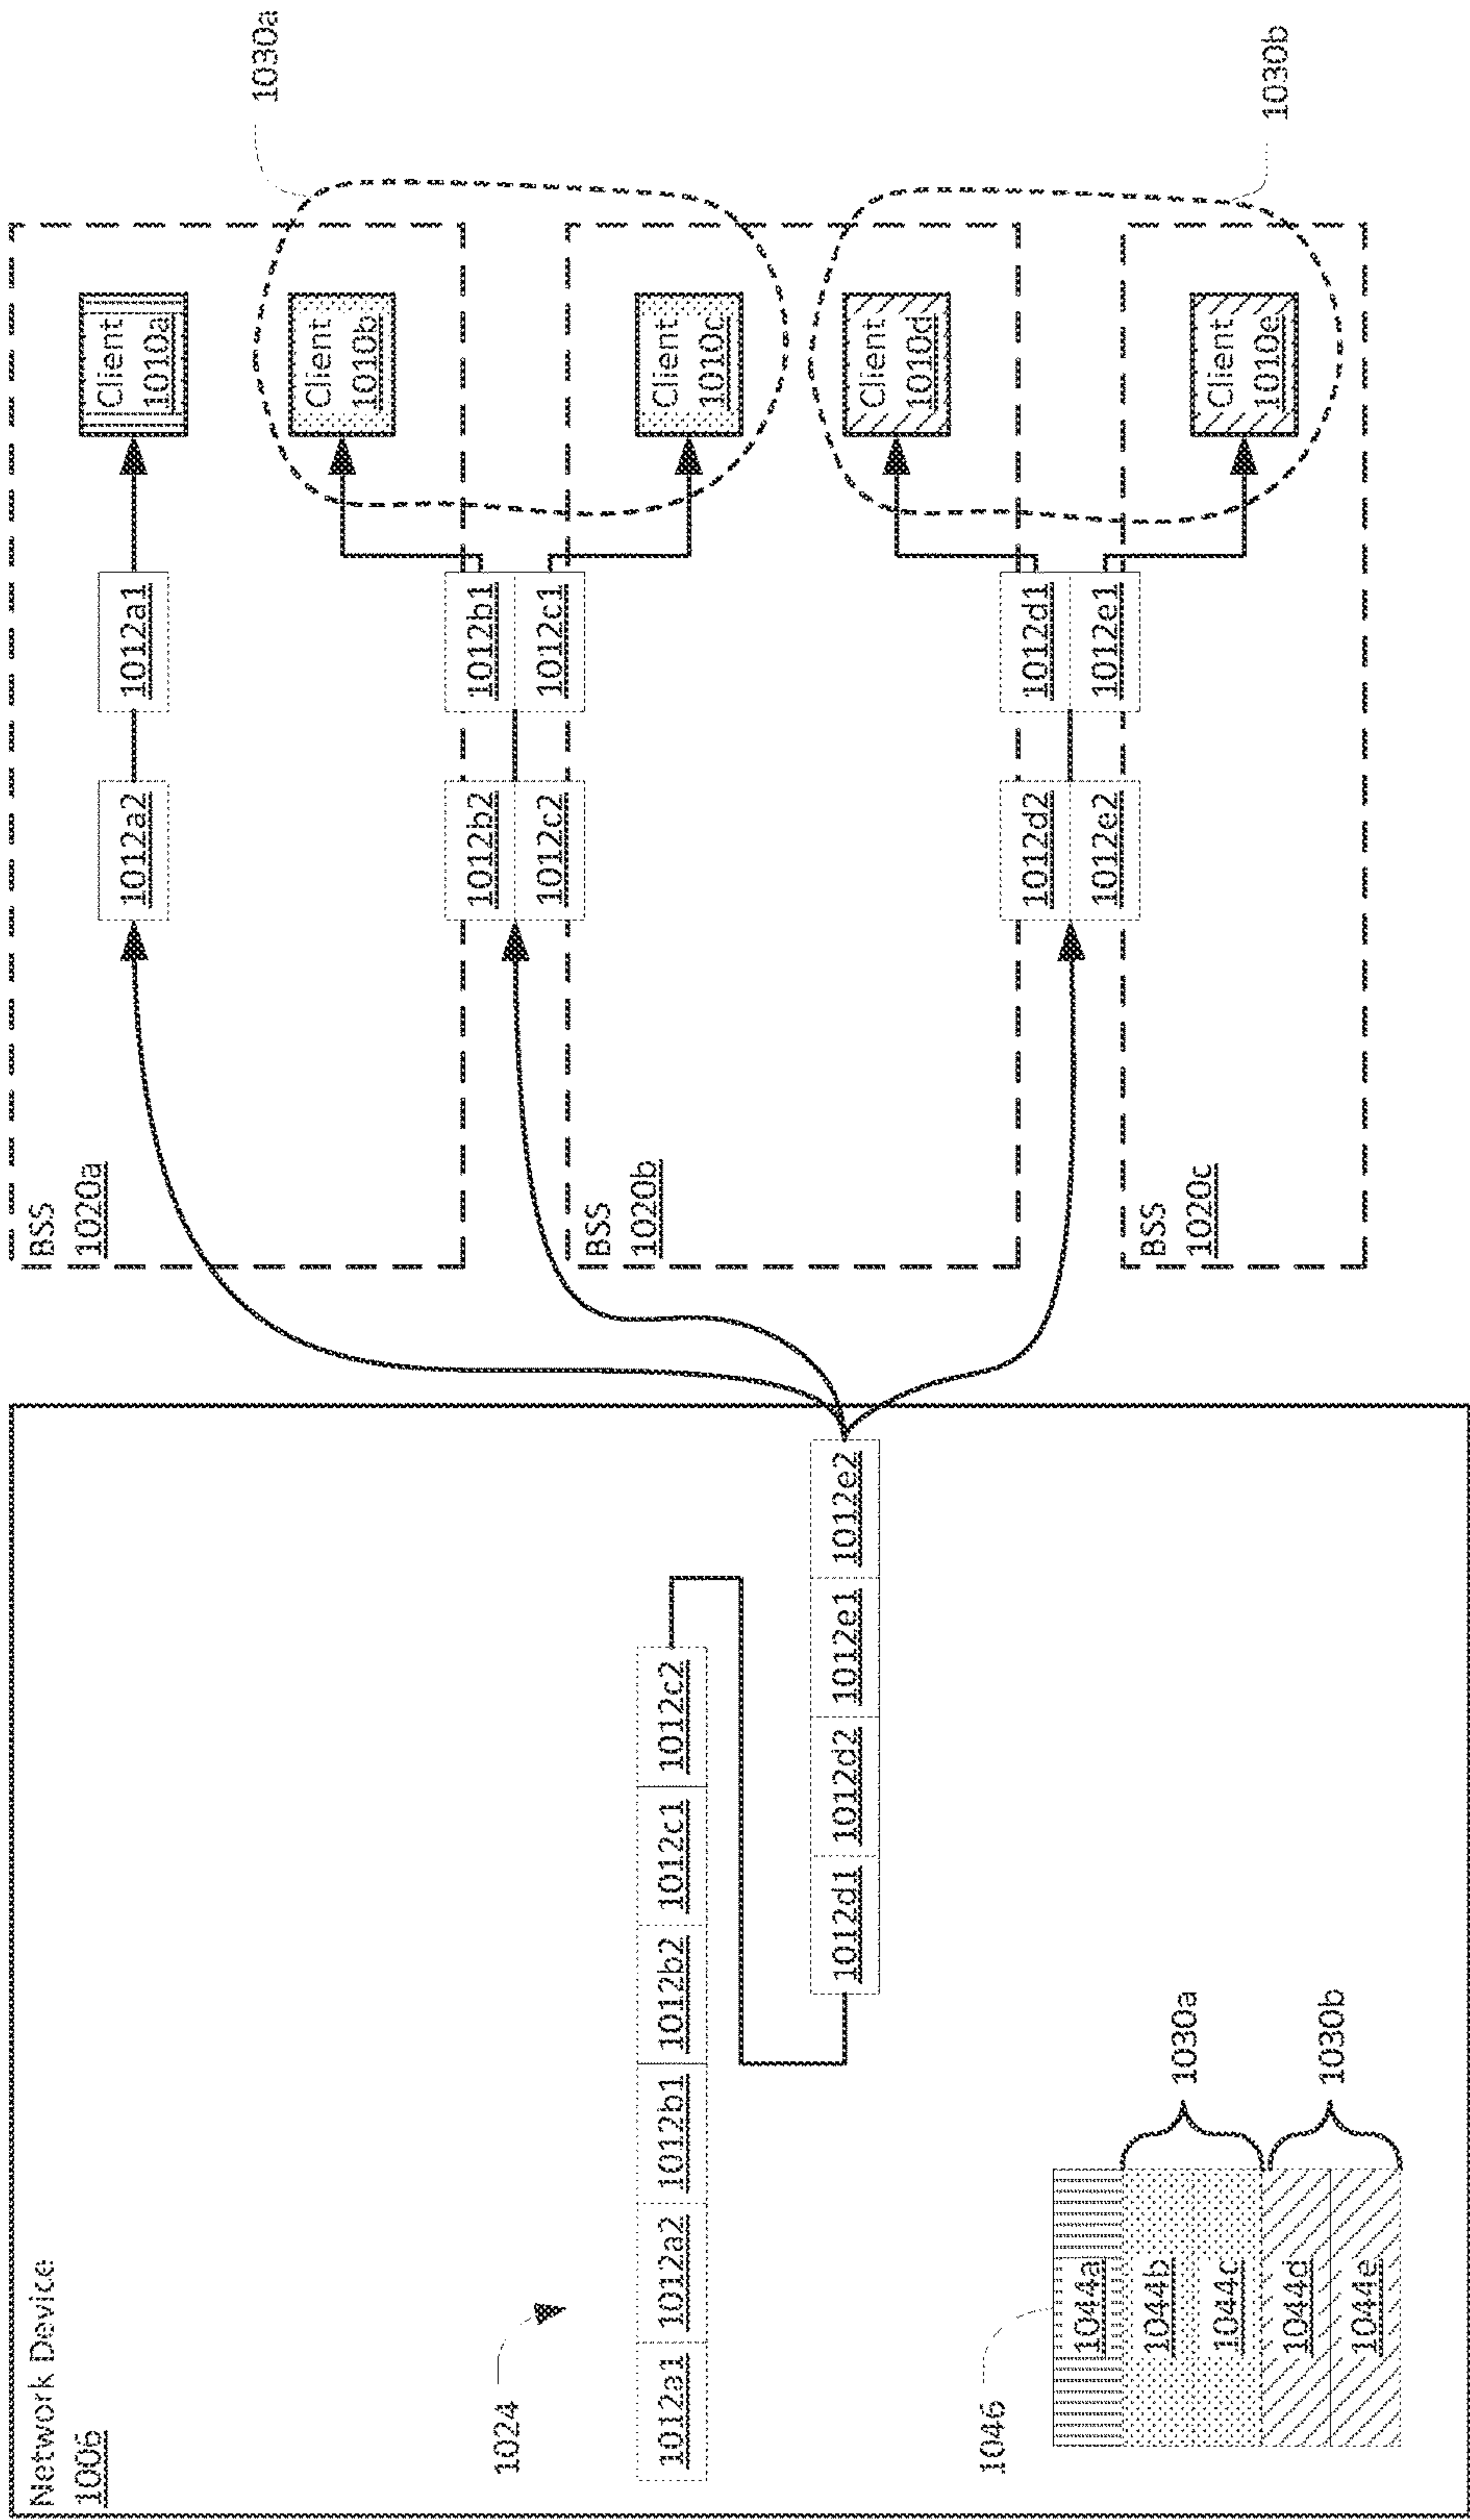 Network Device
1006
1024
1012a1 1012a2 1012b1 1012b2 1012c1 1012c2
1012d1 1012d2 1012e1 1012e2
1046
1044a
1044b
1044c
1044d
1044e
1030a
1030b
BSS
1020a
1012a2
1012a1
Client
1010a
Client
1010b
1030a
1012b2
1012c2
1012b1
1012c1
BSS
1020b
Client
1010c
Client
1010d
1012d2
1012e2
1012d1
1012e1
BSS
1020c
Client
1010e
1030b